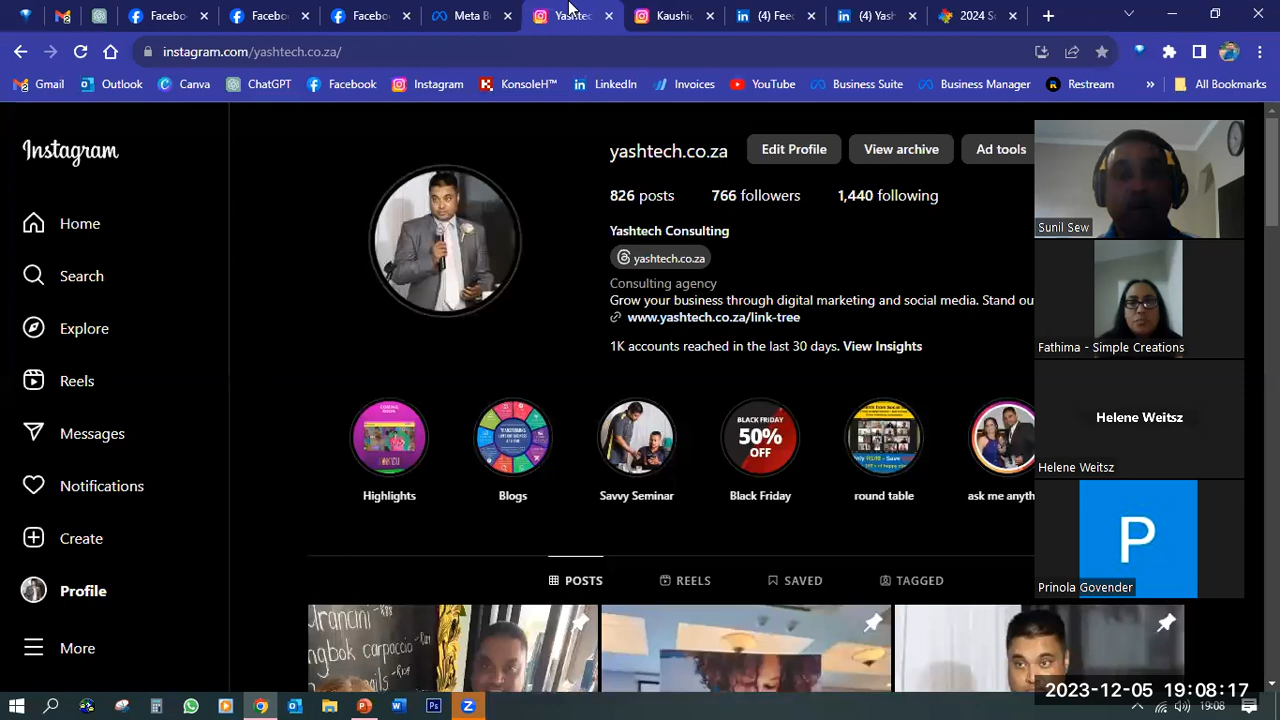 Facebo
Facebo
Facebo
Meta B
Yashtec
Kaushic
(4) Fee
(4) Yash
2024 S
instagram.com/yashtech.co.za/
Gmail
Outlook
Canva
ChatGPT
Facebook
Instagram
KonsoleH™
LinkedIn
Invoices
YouTube
Business Suite
Business Manager
Restream
»
All Bookmarks
Instagram
Home
Search
Explore
Reels
Messages
Notifications
Create
Profile
More
yashtech.co.za
Edit Profile
View archive
Ad tools
826 posts
766 followers
1,440 following
Yashtech Consulting
yashtech.co.za
Consulting agency
Grow your business through digital marketing and social media. Stand ou
www.yashtech.co.za/link-tree
1K accounts reached in the last 30 days. View Insights
BLACK FRIDAY
50%
OFF
Highlights
Blogs
Savvy Seminar
Black Friday
round table
ask me anyth
POSTS
REELS
SAVED
TAGGED
Sunil Sew
Fathima - Simple Creations
Helene Weitsz
Helene Weitsz
P
Prinola Govender
2023-12-05 19:08:17
19:08